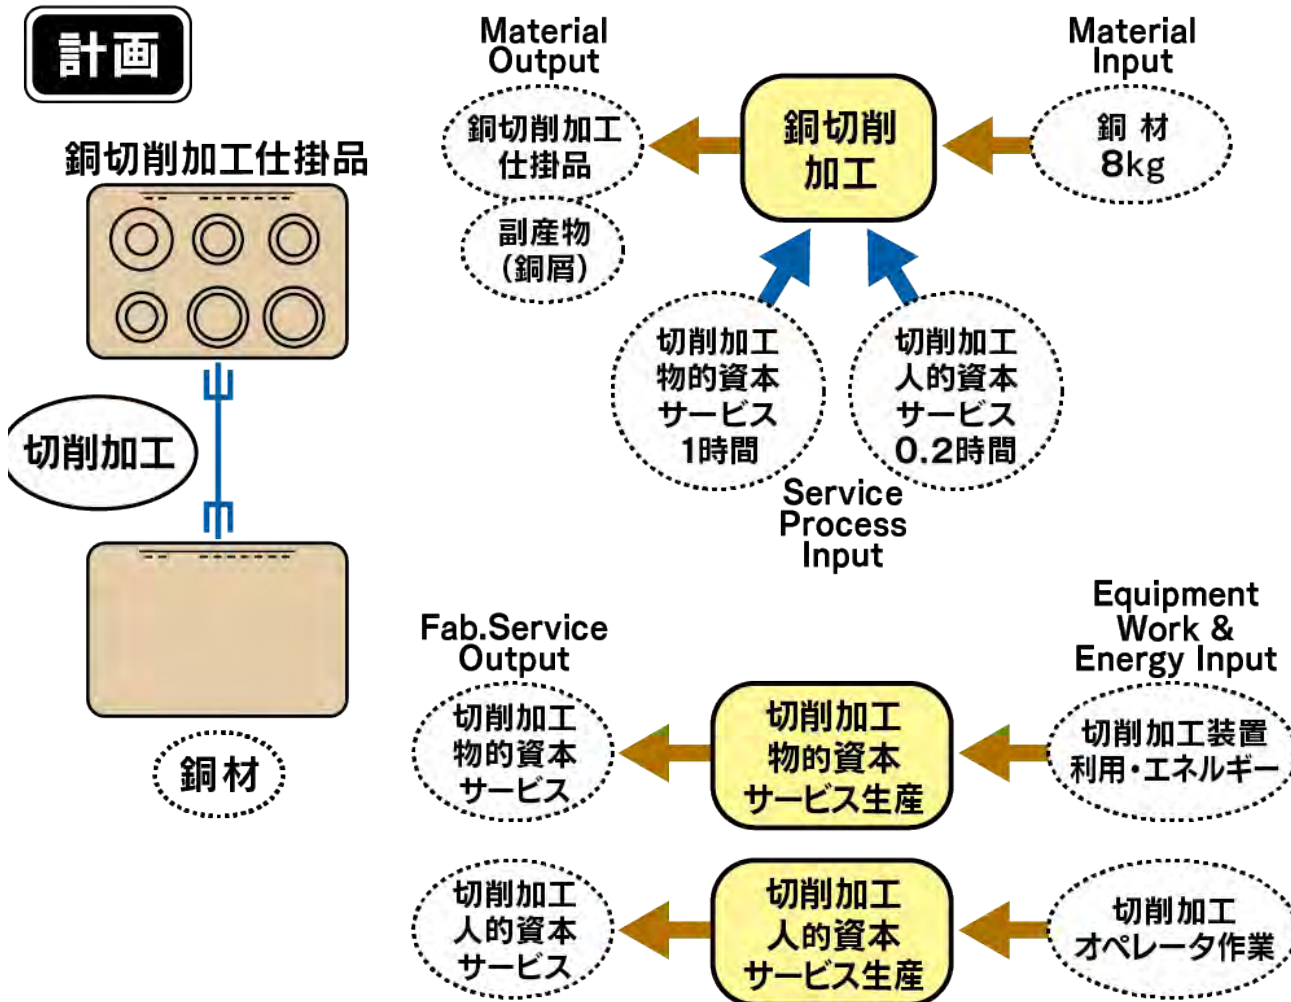 計画
銅切削加工仕掛品
切削加工
銅材
Material
Output
銅切削加工
仕掛品
副産物
(銅屑)
銅切削
加工
Material
Input
銅 材
8kg
切削加工
物的資本
サービス
1時間
切削加工
人的資本
サービス
0.2時間
Service
Process
Input
Fab.Service
Output
切削加工
物的資本
サービス
切削加工
物的資本
サービス生産
Equipment
Work &
Energy Input
切削加工装置
利用・エネルギー
切削加工
人的資本
サービス
切削加工
人的資本
サービス生産
切削加工
オペレータ作業